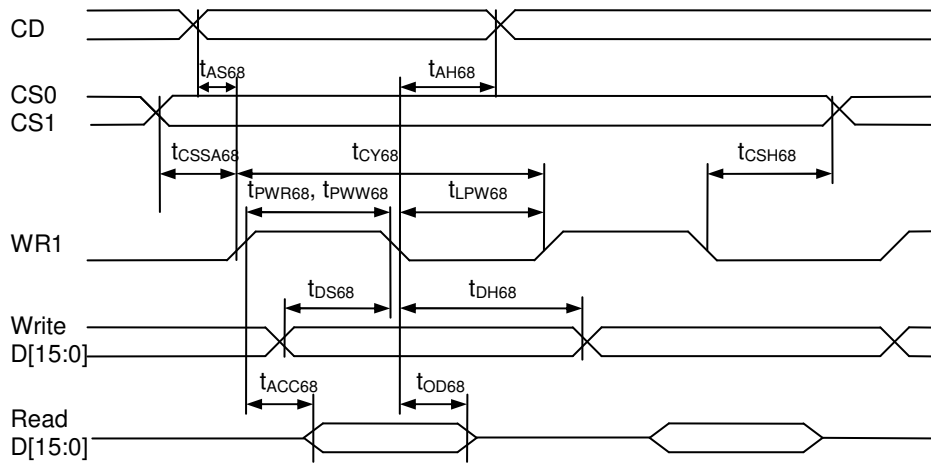 CD
tAS68 tAH68
CS0
CS1
tCSSA68 tCY68 tCSH68
tPWR68, tPWW68 tLPW68
WR1
tDS68 tDH68
Write
D[15:0]
tACC68 tOD68
Read
D[15:0]